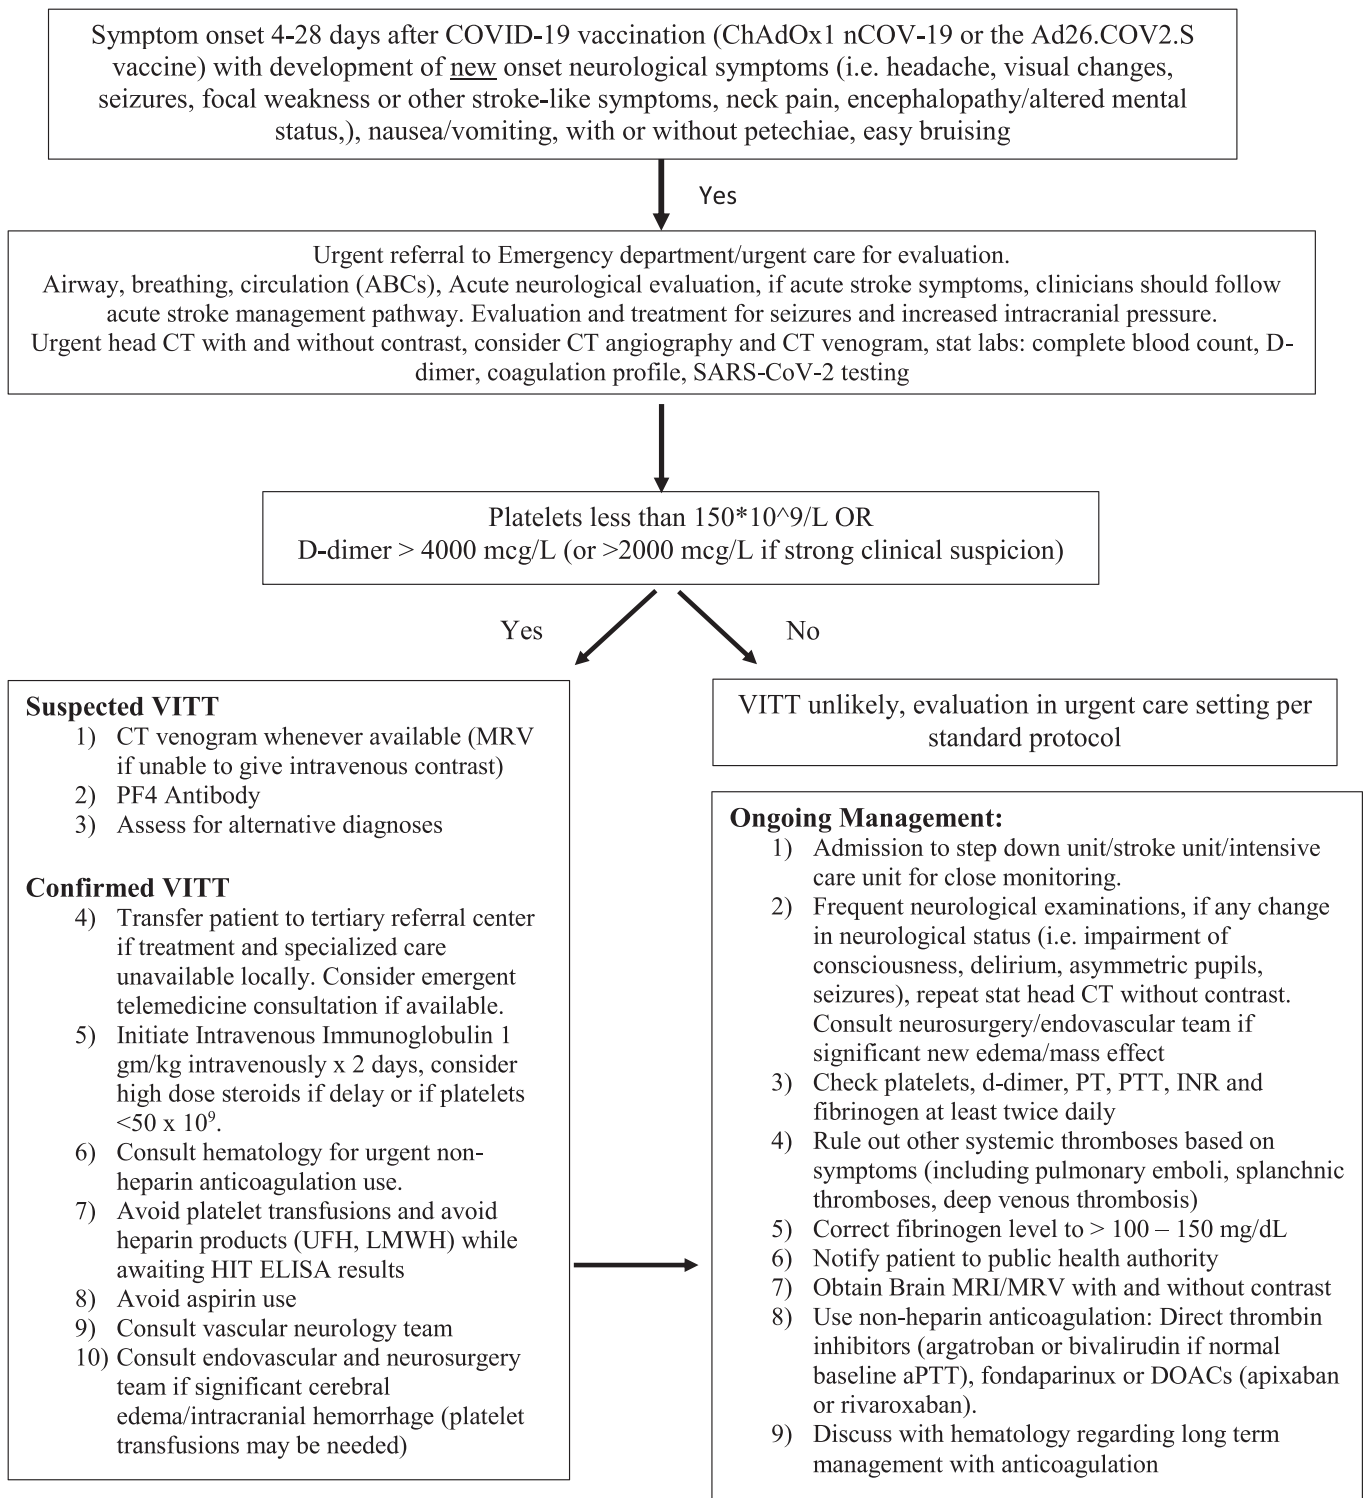 Symptom onset 4-28 days after COVID-19 vaccination (ChAdOx1 nCOV-19 or the Ad26.COV2.S
vaccine) with development of new onset neurological symptoms (i.e. headache, visual changes,
seizures, focal weakness or other stroke-like symptoms, neck pain, encephalopathy/altered mental
status,), nausea/vomiting, with or without petechiae, easy bruising
Yes
Urgent referral to Emergency department/urgent care for evaluation.
Airway, breathing, circulation (ABCs), Acute neurological evaluation, if acute stroke symptoms, clinicians should follow
acute stroke management pathway. Evaluation and treatment for seizures and increased intracranial pressure.
Urgent head CT with and without contrast, consider CT angiography and CT venogram, stat labs: complete blood count, D-
dimer, coagulation profile, SARS-CoV-2 testing
Platelets less than 150*10^9/L OR
D-dimer > 4000 mcg/L (or >2000 mcg/L if strong clinical suspicion)
Yes
No
Suspected VITT
1) CT venogram whenever available (MRV
if unable to give intravenous contrast)
2) PF4 Antibody
3) Assess for alternative diagnoses
Confirmed VITT
4) Transfer patient to tertiary referral center
if treatment and specialized care
unavailable locally. Consider emergent
telemedicine consultation if available.
5) Initiate Intravenous Immunoglobulin 1
gm/kg intravenously x 2 days, consider
high dose steroids if delay or if platelets
<50 x 10⁹.
6) Consult hematology for urgent non-
heparin anticoagulation use.
7) Avoid platelet transfusions and avoid
heparin products (UFH, LMWH) while
awaiting HIT ELISA results
8) Avoid aspirin use
9) Consult vascular neurology team
10) Consult endovascular and neurosurgery
team if significant cerebral
edema/intracranial hemorrhage (platelet
transfusions may be needed)
VITT unlikely, evaluation in urgent care setting per
standard protocol
Ongoing Management:
1) Admission to step down unit/stroke unit/intensive
care unit for close monitoring.
2) Frequent neurological examinations, if any change
in neurological status (i.e. impairment of
consciousness, delirium, asymmetric pupils,
seizures), repeat stat head CT without contrast.
Consult neurosurgery/endovascular team if
significant new edema/mass effect
3) Check platelets, d-dimer, PT, PTT, INR and
fibrinogen at least twice daily
4) Rule out other systemic thromboses based on
symptoms (including pulmonary emboli, splanchnic
thromboses, deep venous thrombosis)
5) Correct fibrinogen level to > 100 – 150 mg/dL
6) Notify patient to public health authority
7) Obtain Brain MRI/MRV with and without contrast
8) Use non-heparin anticoagulation: Direct thrombin
inhibitors (argatroban or bivalirudin if normal
baseline aPTT), fondaparinux or DOACs (apixaban
or rivaroxaban).
9) Discuss with hematology regarding long term
management with anticoagulation